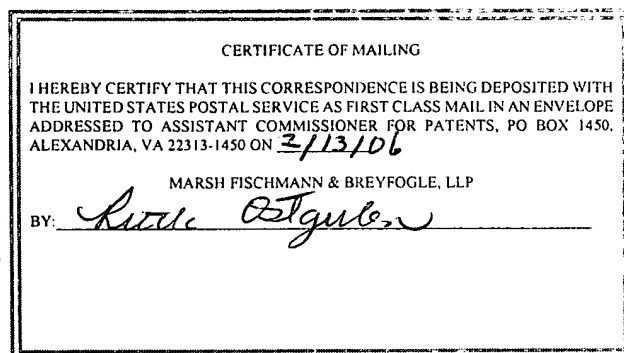 CERTIFICATE OF MAILING
I HEREBY CERTIFY THAT THIS CORRESPONDENCE IS BEING DEPOSITED WITH
THE UNITED STATES POSTAL SERVICE AS FIRST CLASS MAIL IN AN ENVELOPE
ADDRESSED TO ASSISTANT COMMISSIONER FOR PATENTS, PO BOX 1450,
ALEXANDRIA, VA 22313-1450 ON 2/13/06
MARSH FISCHMANN & BREYFOGLE, LLP
BY: